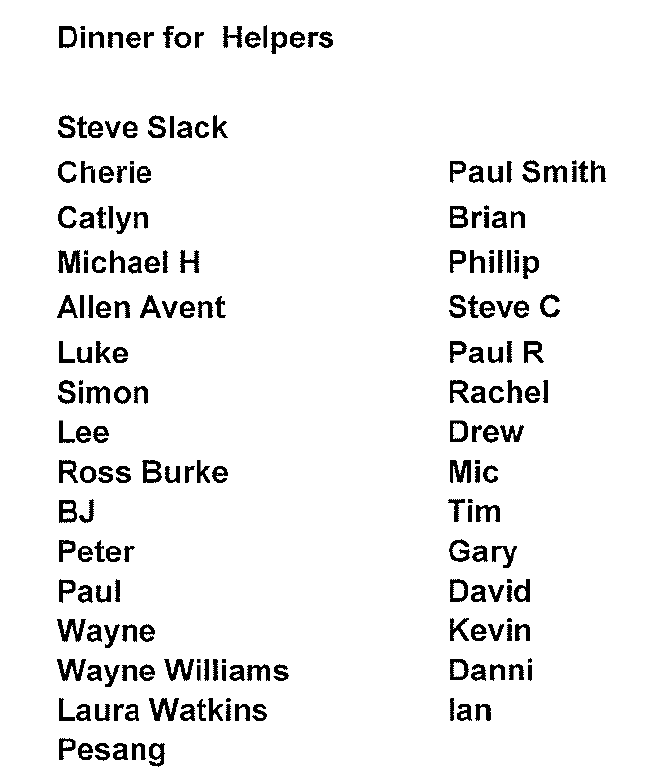 Dinner for Helpers
Steve Slack
Cherie
Catlyn
Michael H
Allen Avent
Luke
Simon
Lee
Ross Burke
BJ
Peter
Paul
Wayne
Wayne Williams
Laura Watkins
Pesang
Paul Smith
Brian
Phillip
Steve C
Paul R
Rachel
Drew
Mic
Tim
Gary
David
Kevin
Danni
Ian